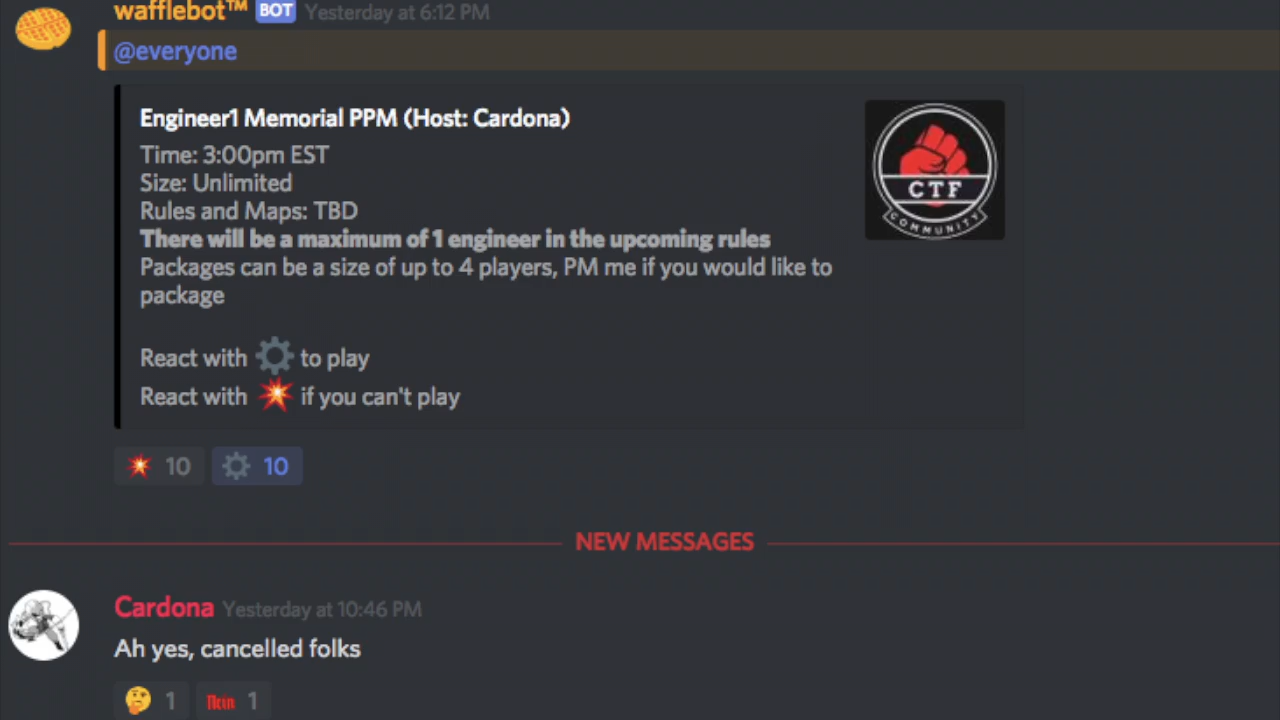 wafflebot™ BOT Yesterday at 6:12 PM
@everyone
Engineer1 Memorial PPM (Host: Cardona)
Time: 3:00pm EST
Size: Unlimited
Rules and Maps: TBD
There will be a maximum of 1 engineer in the upcoming rules
Packages can be a size of up to 4 players, PM me if you would like to
package
CTF
COMMUNITY
React with to play
React with if you can't play
10 10
NEW MESSAGES
Cardona Yesterday at 10:46 PM
Ah yes, cancelled folks
1 1